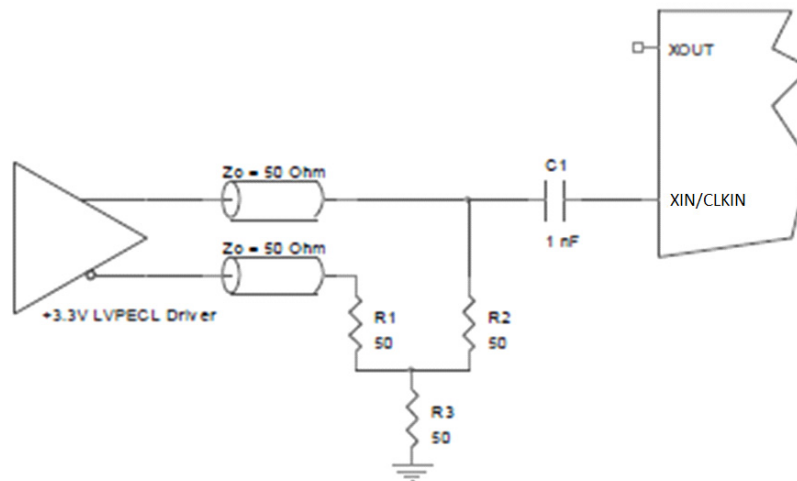 XOUT
Zo = 50 Ohm
C1
XIN/CLKIN
1 nF
Zo = 50 Ohm
+3.3V LVPECL Driver
R1
50
R2
50
R3
50